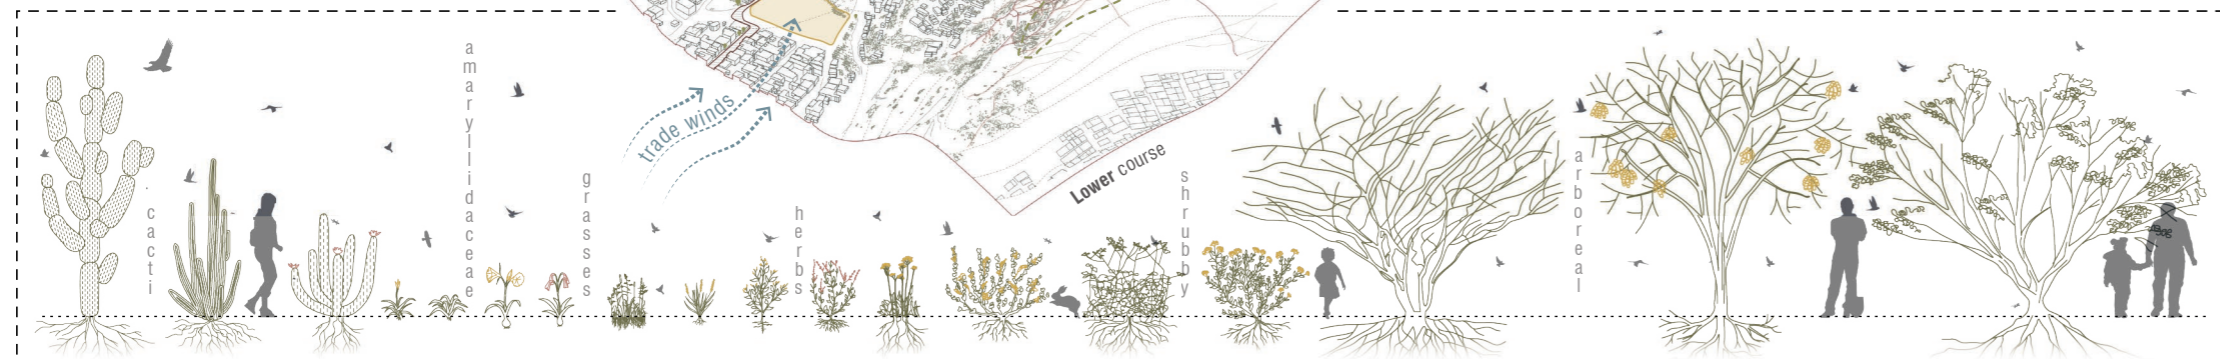 cacti
amaryllidaceae
grasses
trade winds
herbs
Lower course
shrubby
arboreal